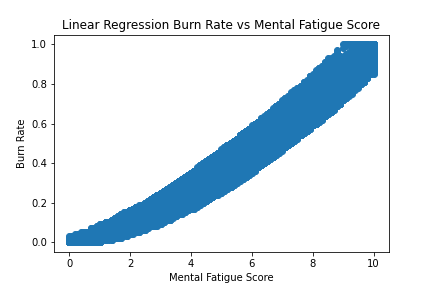 Linear Regression Burn Rate vs Mental Fatigue Score
1.0
0.8
0.6
0.4
0.2
0.0
Burn Rate
0 2 4 6 8 10
Mental Fatigue Score